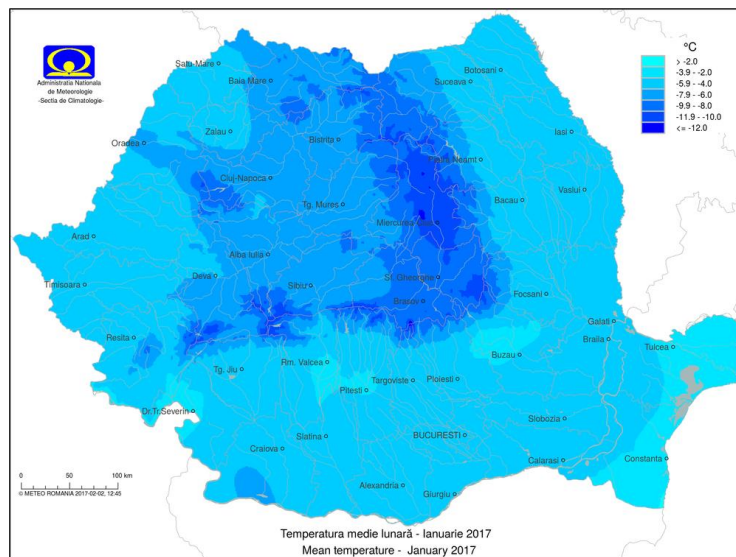 Administratia Nationala
de Meteorologie
-Sectia de Climatologie-
°C
> -2.0
-3.9 - -2.0
-5.9 - -4.0
-7.9 - -6.0
-9.9 - -8.0
-11.9 - -10.0
<= -12.0
Satu-Mare
Botosani
Baia Mare
Suceava
Zalau
Iasi
Oradea
Bistrita
Piatra Neamt
Cluj-Napoca
Vaslui
Bacau
Tg. Mures
Miercurea Ciuc
Arad
Alba Iulia
Deva
Sf. Gheorghe
Timisoara
Sibiu
Focsani
Brasov
Galati
Resita
Braila
Tulcea
Buzau
Rm. Valcea
Tg. Jiu
Ploiesti
Targoviste
Pitesti
Dr.Tr.Severin
Slobozia
Slatina
BUCURESTI
Craiova
Calarasi
Constanta
Alexandria
Giurgiu
0 50 100 km
© METEO ROMANIA 2017-02-02, 12:45
Temperatura medie lunară - Ianuarie 2017
Mean temperature - January 2017